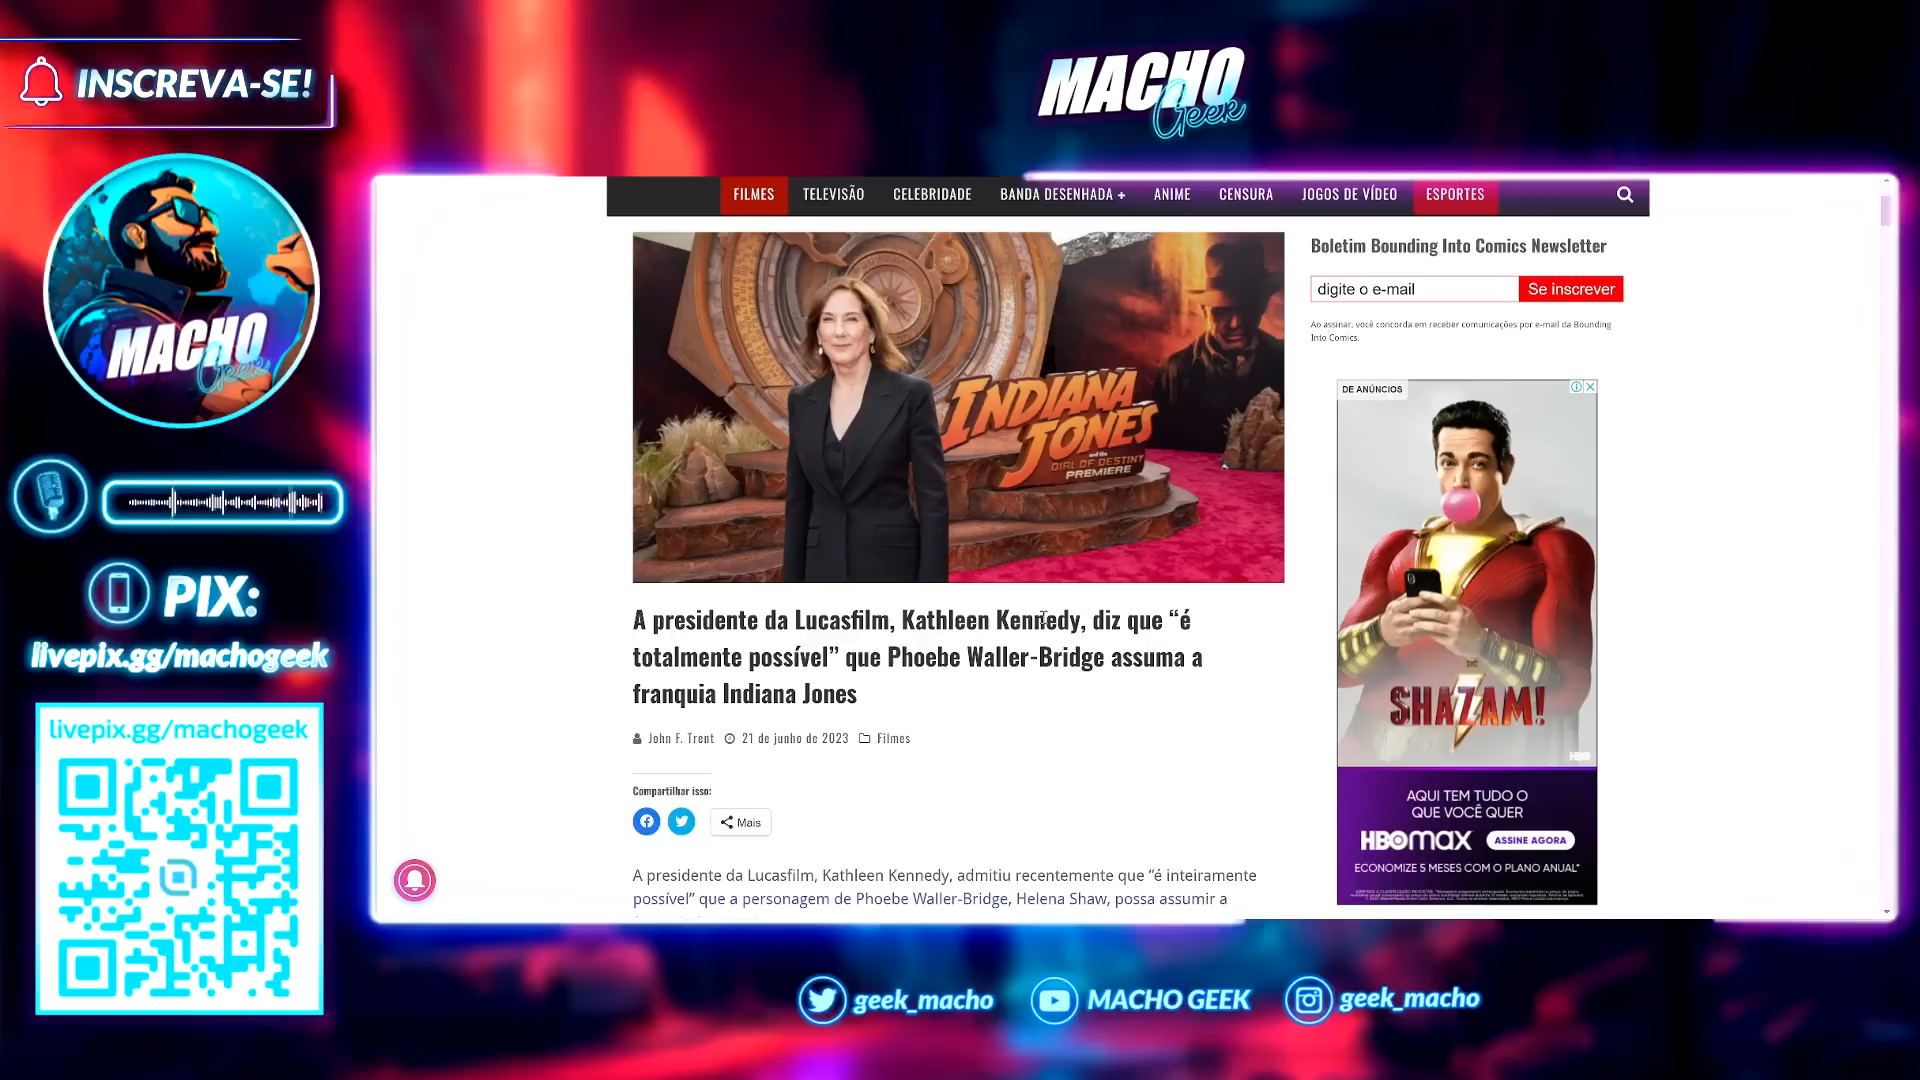 INSCREVA-SE!
MACHO
Geek
MACHO
Geek
PIX:
livepix.gg/machogeek
livepix.gg/machogeek
FILMES TELEVISÃO CELEBRIDADE BANDA DESENHADA + ANIME CENSURA JOGOS DE VÍDEO ESPORTES
INDIANA
JONES
and the
DIAL OF DESTINY
PREMIERE
A presidente da Lucasfilm, Kathleen Kennedy, diz que “é
totalmente possível” que Phoebe Waller-Bridge assuma a
franquia Indiana Jones
John F. Trent 21 de junho de 2023 Filmes
Compartilhar isso:
Mais
A presidente da Lucasfilm, Kathleen Kennedy, admitiu recentemente que “é inteiramente
possível” que a personagem de Phoebe Waller-Bridge, Helena Shaw, possa assumir a
Boletim Bounding Into Comics Newsletter
digite o e-mail Se inscrever
Ao assinar, você concorda em receber comunicações por e-mail da Bounding
Into Comics.
DE ANÚNCIOS
DC
SHAZAM!
HBO
AQUI TEM TUDO O
QUE VOCÊ QUER
HBOMAX ASSINE AGORA
ECONOMIZE 5 MESES COM O PLANO ANUAL*
geek_macho MACHO GEEK geek_macho